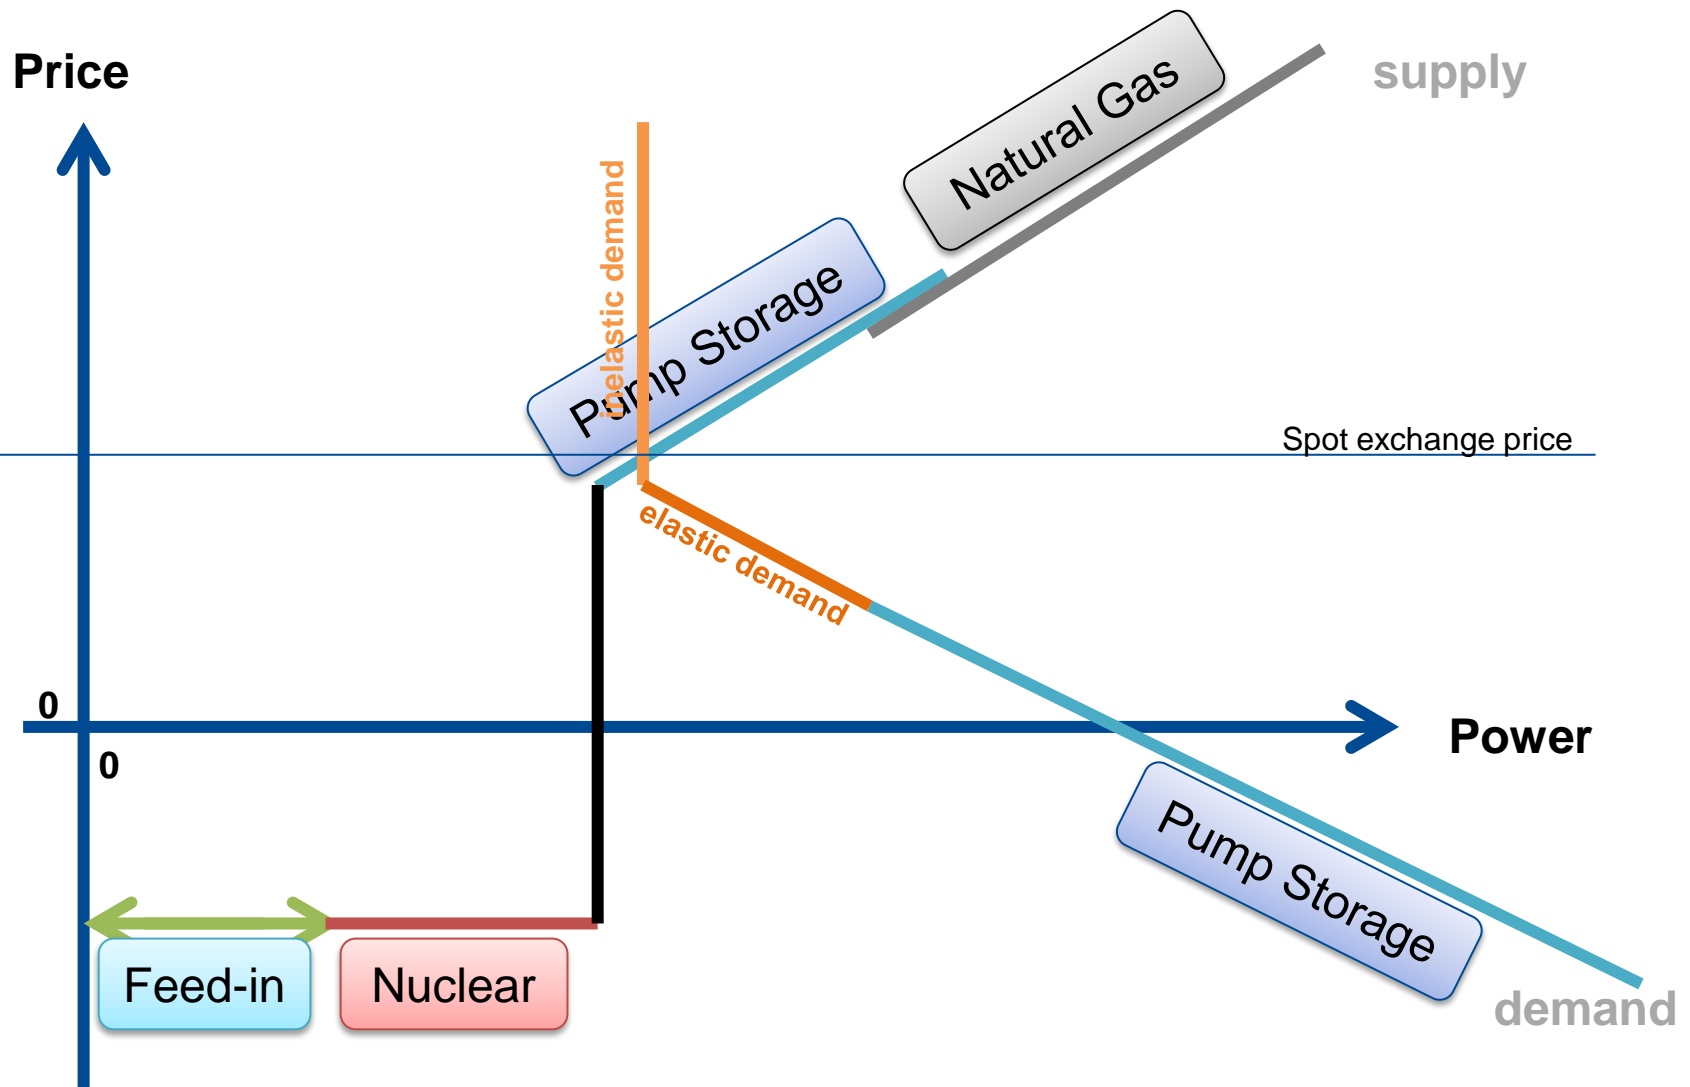 Price
supply
Natural Gas
inelastic demand
Pump Storage
Spot exchange price
elastic demand
0
0
Power
Pump Storage
Feed-in
Nuclear
demand